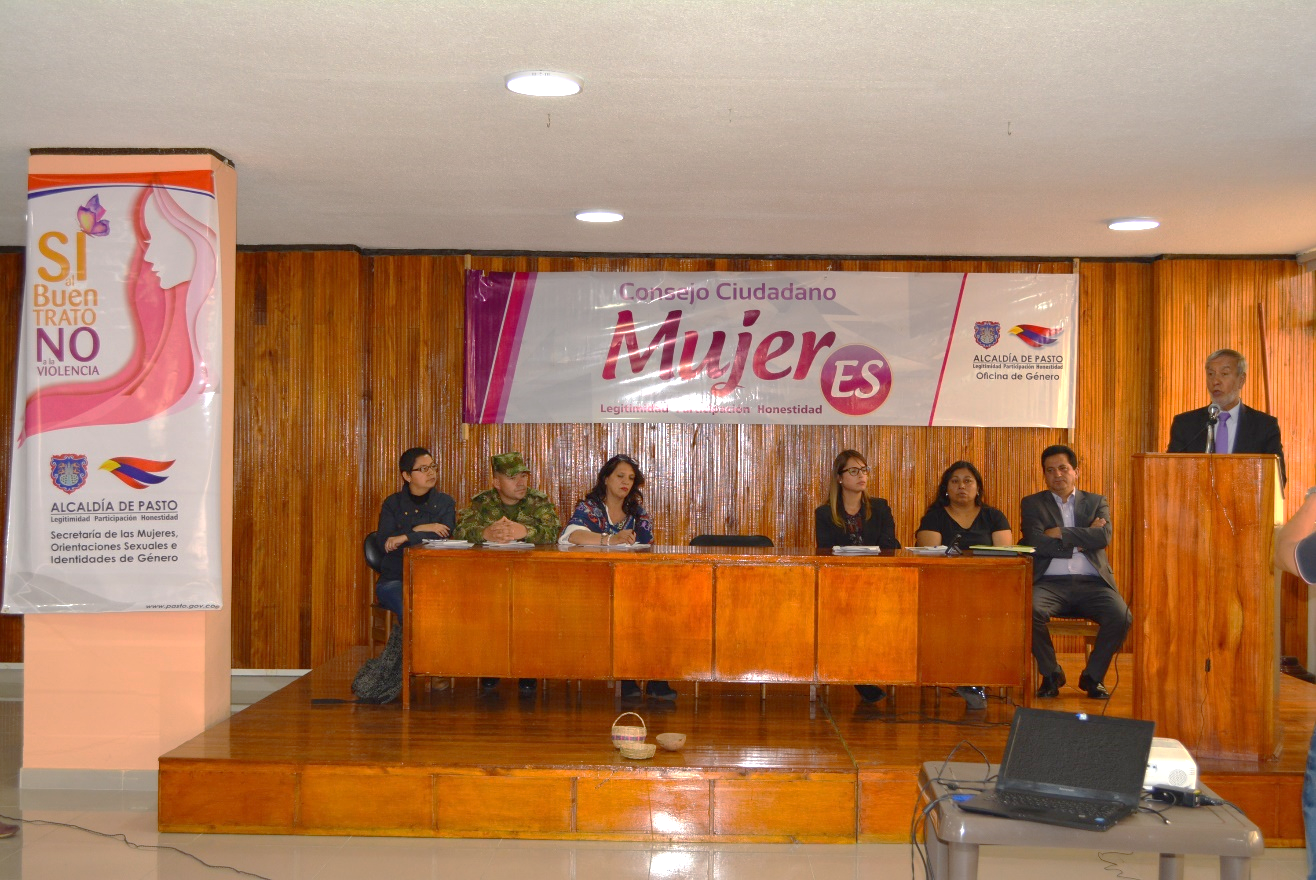 SI
al
Buen
TRATO
NO
a la
VIOLENCIA
ALCALDÍA DE PASTO
Legitimidad Participación Honestidad
Secretaría de las Mujeres,
Orientaciones Sexuales e
Identidades de Género
www.pasto.gov.co
Consejo Ciudadano
MujerES
Legitimidad Participación Honestidad
ALCALDÍA DE PASTO
Legitimidad Participación Honestidad
Oficina de Género